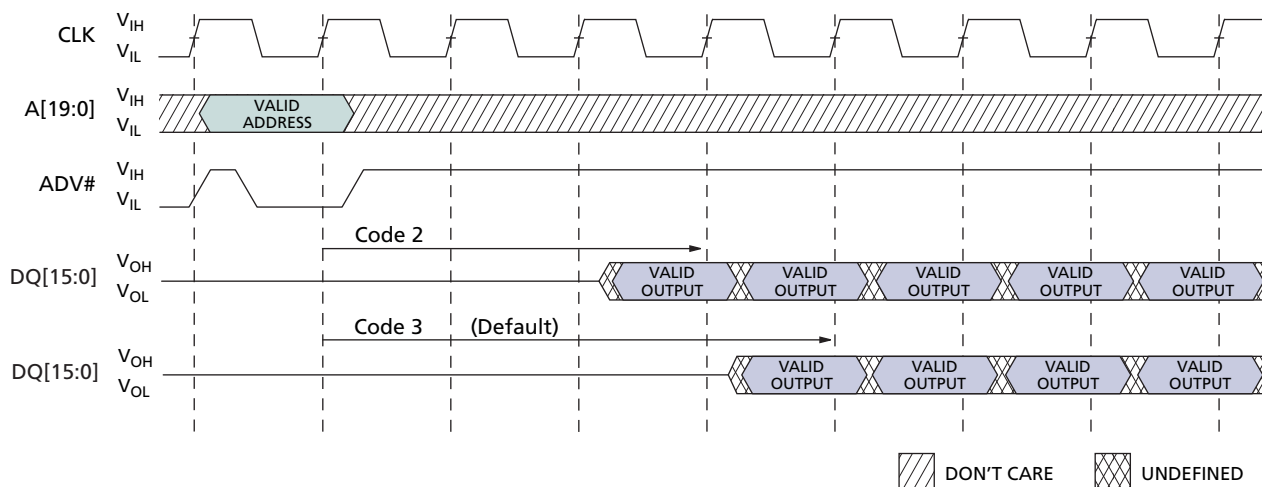 CLK VIH
VIL
A[19:0] VIH
VIL
VALID
ADDRESS
ADV# VIH
VIL
Code 2
DQ[15:0] VOH
VOL
VALID
OUTPUT
VALID
OUTPUT
VALID
OUTPUT
VALID
OUTPUT
VALID
OUTPUT
Code 3 (Default)
DQ[15:0] VOH
VOL
VALID
OUTPUT
VALID
OUTPUT
VALID
OUTPUT
VALID
OUTPUT
DON'T CARE UNDEFINED